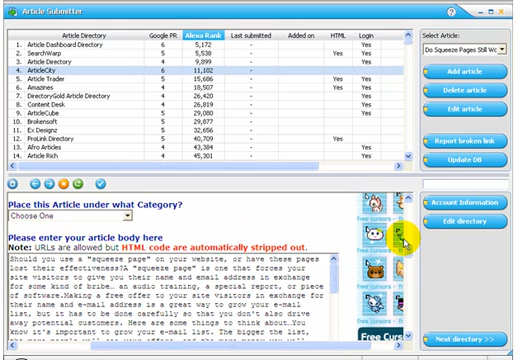 Article Submitter
Article Directory Google PR Alexa Rank Last submitted Added on HTML Login
1. Article Dashboard Directory 6 5,172 - Yes
2. SearchWarp 5 5,538 - Yes Yes
3. Article Directory 4 9,899 - Yes
4. ArticleCity 6 11,102 -
5. Article Trader 5 15,686 - Yes Yes
6. Amazines 4 18,507 - Yes Yes
7. DirectoryGold Article Directory 4 26,420 - Yes
8. Content Desk 4 26,819 - Yes
9. ArticleCube 5 29,080 - Yes
10. Brokensoft 5 29,877 -
11. Ex Designz 5 32,656 -
12. ProLink Directory 5 40,709 - Yes
13. Afro Articles 4 43,384 - Yes
14. Article Rich 4 45,301 - Yes
Select Article:
Do Squeeze Pages Still Wo
Add article
Delete article
Edit article
Report broken link
Update DB
Account Information
Edit directory
Next directory >>
Place this Article under what Category?
Choose One
Please enter your article body here
Note: URLs are allowed but HTML code are automatically stripped out.
Should you use a "squeeze page" on your website, or have these pages
lost their effectiveness?A "squeeze page" is one that forces your
site visitors to give you their name and email address in exchange
for some kind of bribe… an audio training, a special report, or piece
of software.Making a free offer to your site visitors in exchange for
their name and email address is a great way to grow your e-mail
list, but it has to be done carefully so that you don't also drive
away potential customers. Here are some things to think about…You
know it's important to grow your e-mail list. The bigger the list,
free cursors
free cursors
free cursors
free cursors
Free Cursor